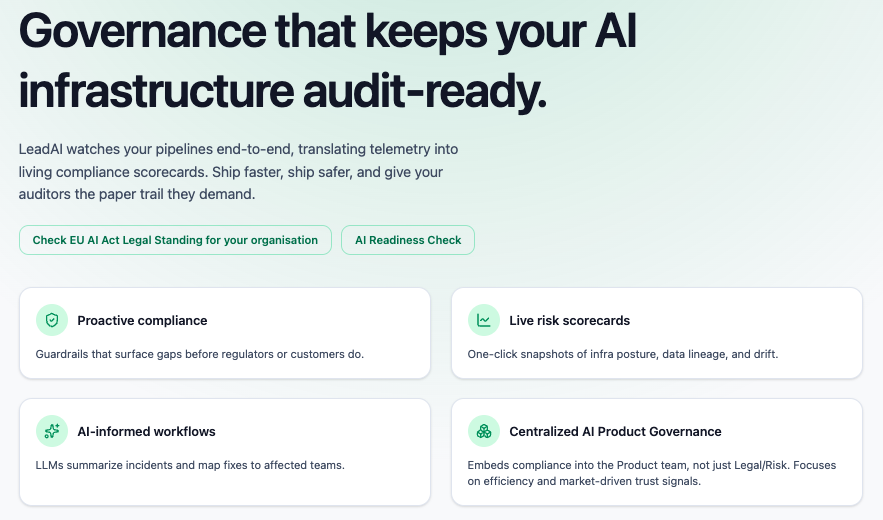 Governance that keeps your AI
infrastructure audit-ready.
LeadAI watches your pipelines end-to-end, translating telemetry into
living compliance scorecards. Ship faster, ship safer, and give your
auditors the paper trail they demand.
Check EU AI Act Legal Standing for your organisation
AI Readiness Check
Proactive compliance
Guardrails that surface gaps before regulators or customers do.
Live risk scorecards
One-click snapshots of infra posture, data lineage, and drift.
AI-informed workflows
LLMs summarize incidents and map fixes to affected teams.
Centralized AI Product Governance
Embeds compliance into the Product team, not just Legal/Risk. Focuses
on efficiency and market-driven trust signals.